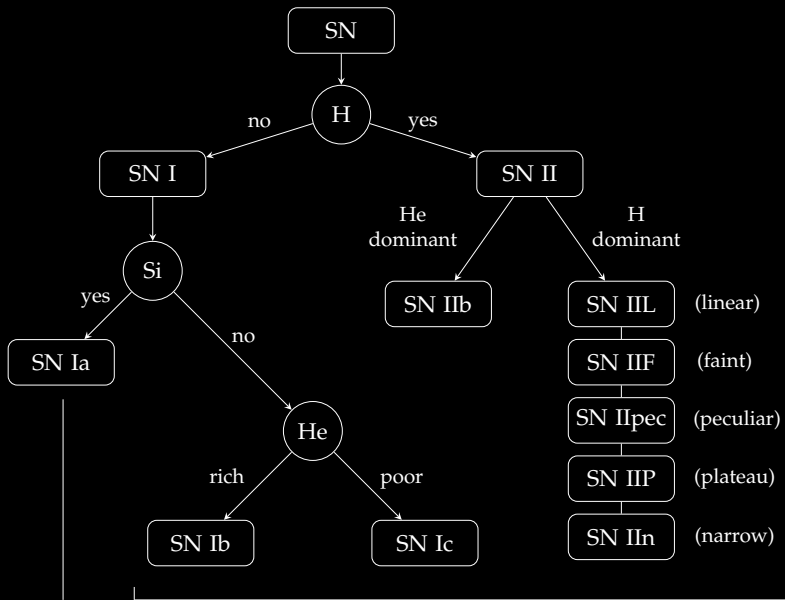 SN
H
no
yes
SN I
SN II
He
dominant
H
dominant
Si
yes
no
SN IIb
SN IIL
(linear)
SN Ia
SN IIF
(faint)
He
SN IIpec
(peculiar)
rich
poor
SN IIP
(plateau)
SN Ib
SN Ic
SN IIn
(narrow)